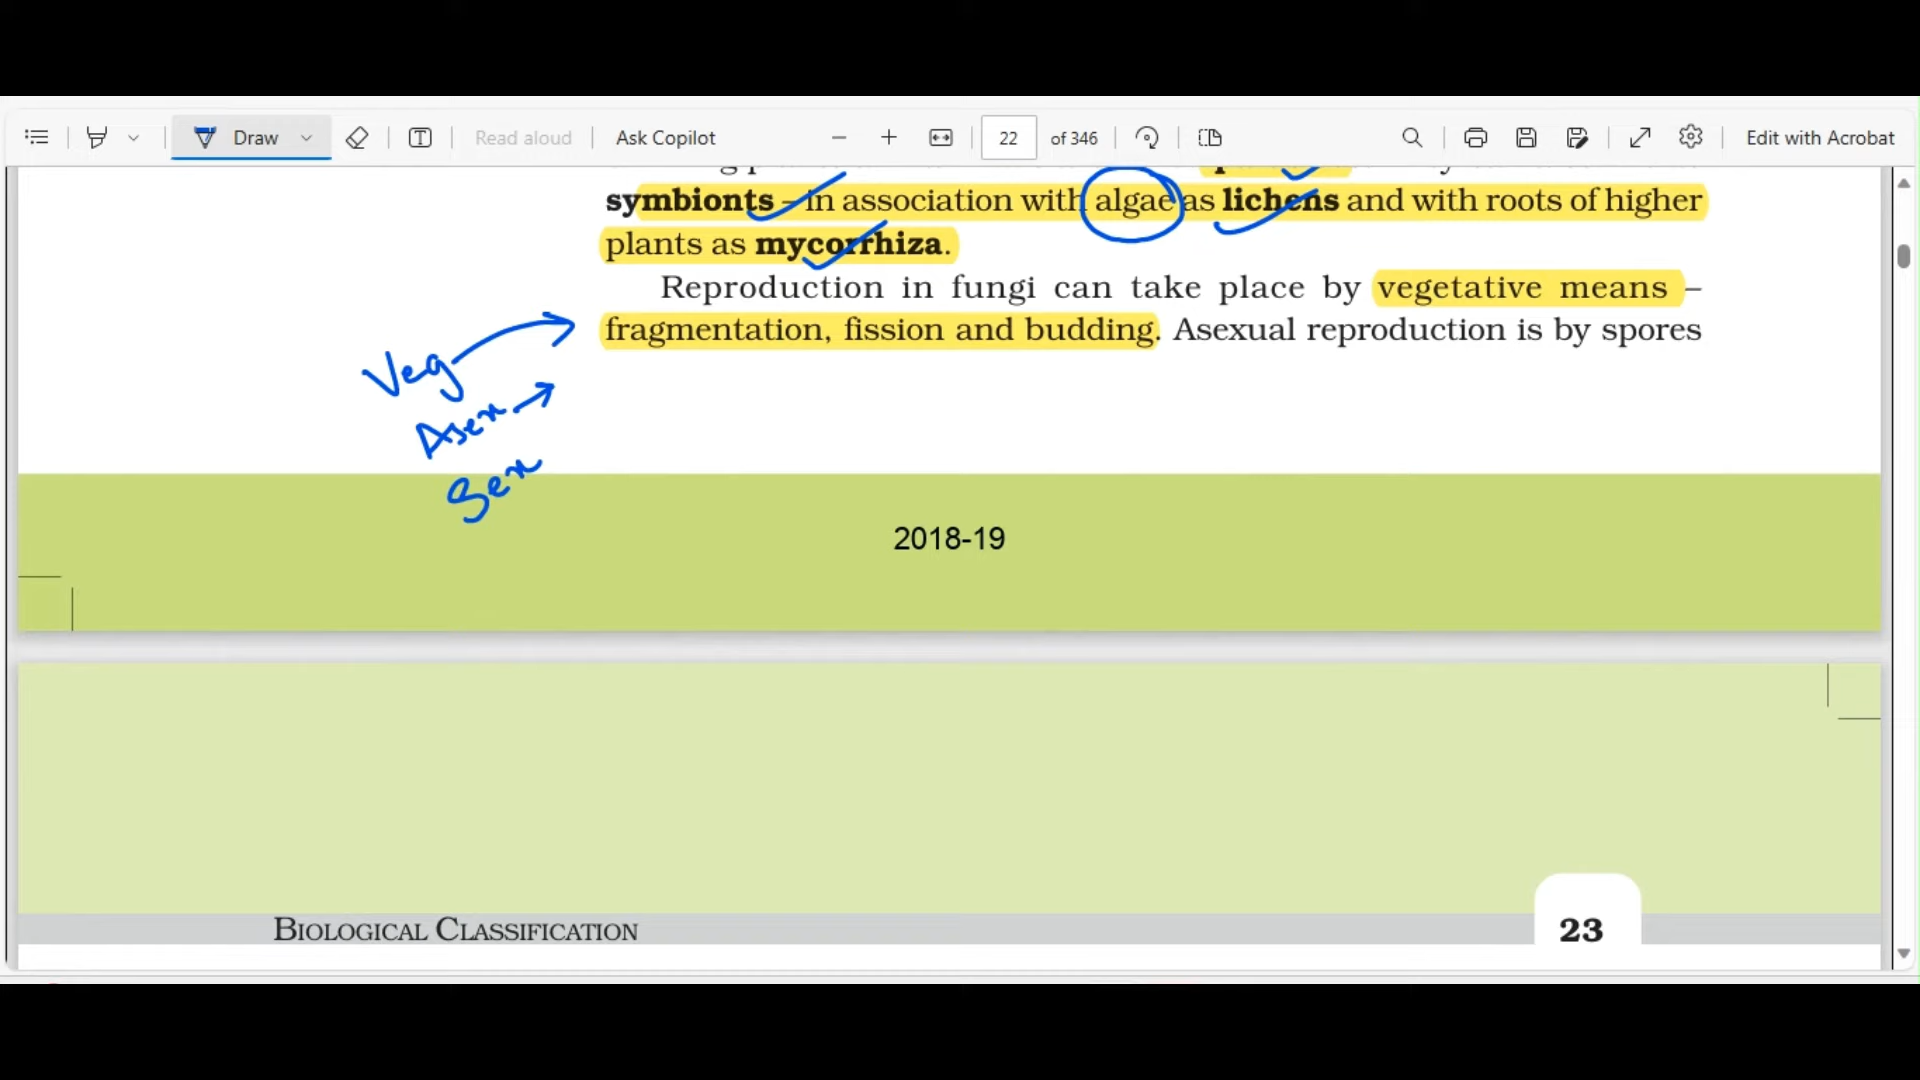 Draw
Read aloud
Ask Copilot
22
of 346
Edit with Acrobat
symbionts – in association with algae as lichens and with roots of higher
plants as mycorrhiza.
Reproduction in fungi can take place by vegetative means –
fragmentation, fission and budding. Asexual reproduction is by spores
Veg
Asex
Sex
2018-19
BIOLOGICAL CLASSIFICATION
23